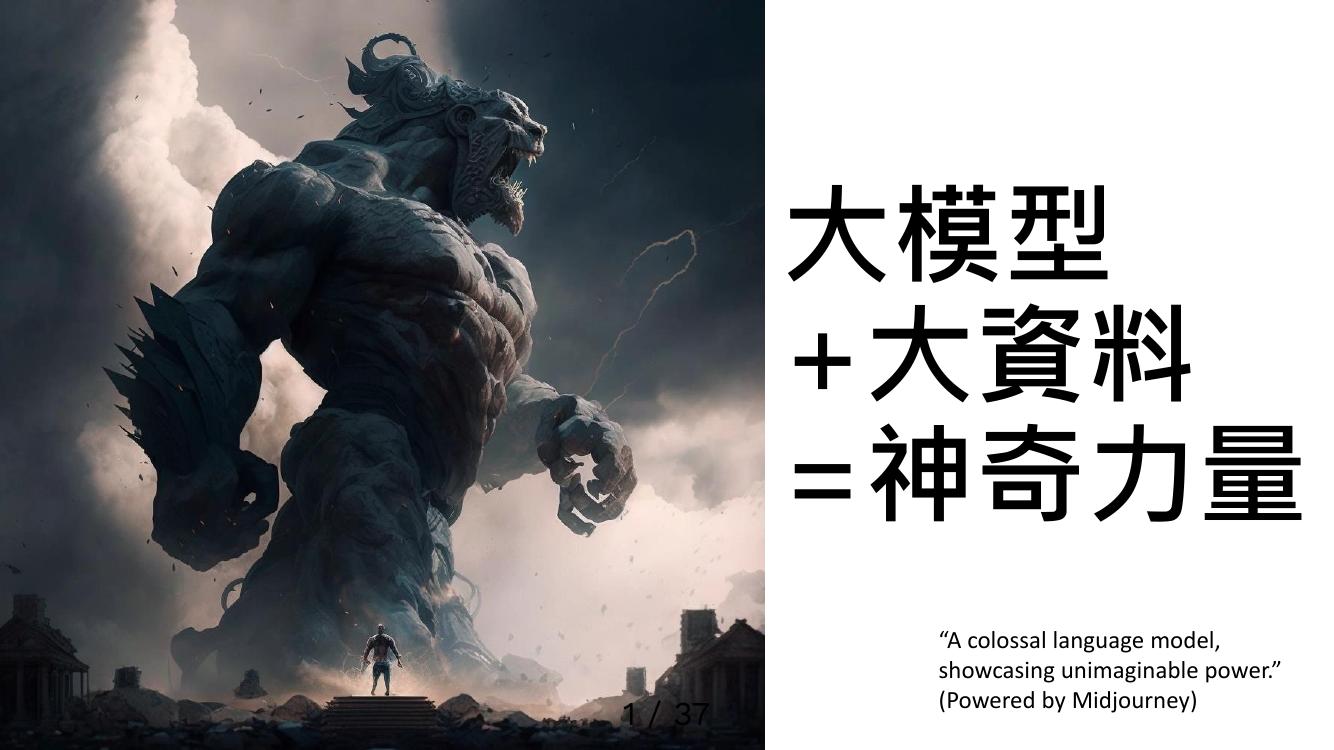 大模型
+大資料
=神奇力量
“A colossal language model,
showcasing unimaginable power.”
(Powered by Midjourney)
1 / 37